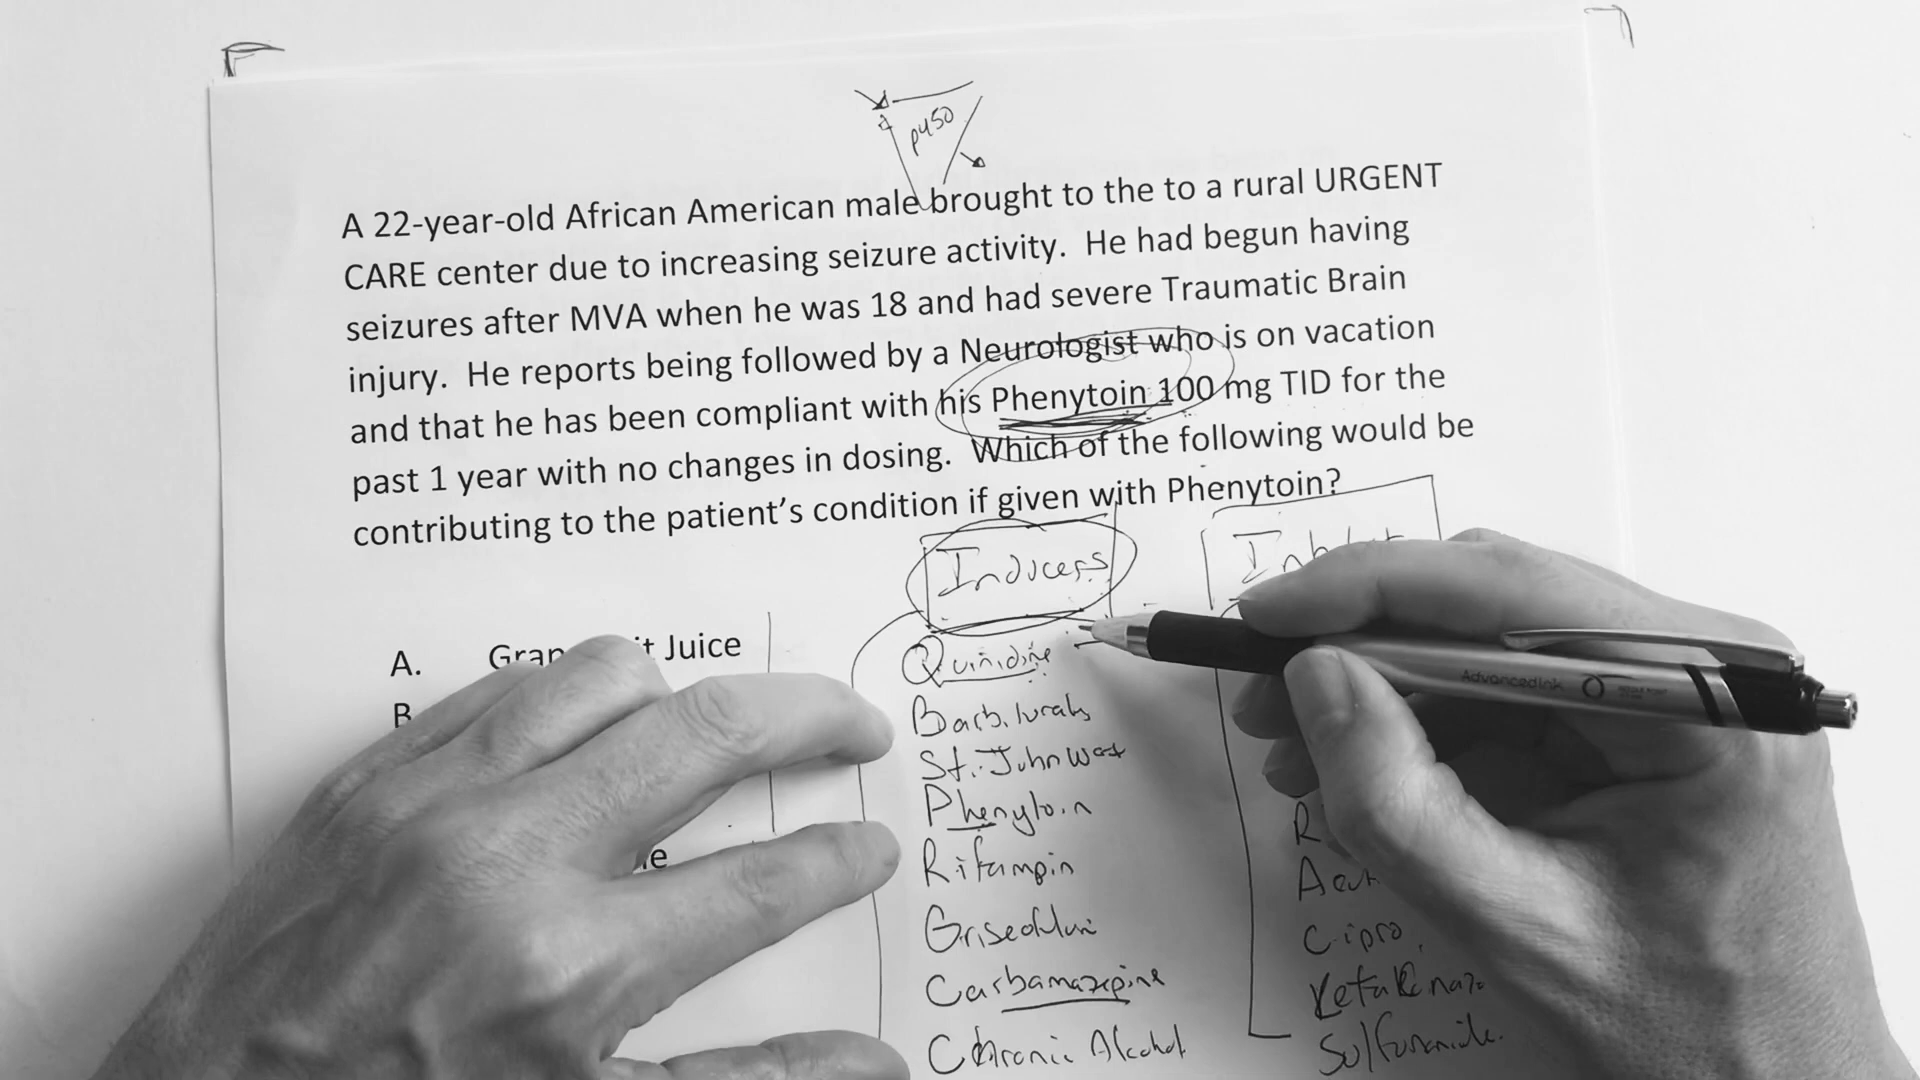 p450
A 22-year-old African American male brought to the to a rural URGENT
CARE center due to increasing seizure activity. He had begun having
seizures after MVA when he was 18 and had severe Traumatic Brain
injury. He reports being followed by a Neurologist who is on vacation
and that he has been compliant with his Phenytoin 100 mg TID for the
past 1 year with no changes in dosing. Which of the following would be
contributing to the patient's condition if given with Phenytoin?
Inducers
A. Juice
B
Quinidine
Barbiturates
St. John Wort
Phenytoin
Rifampin
Griseofulvin
Carbamazepine
Chronic Alcohol
R
Cipro
AdvancedInk